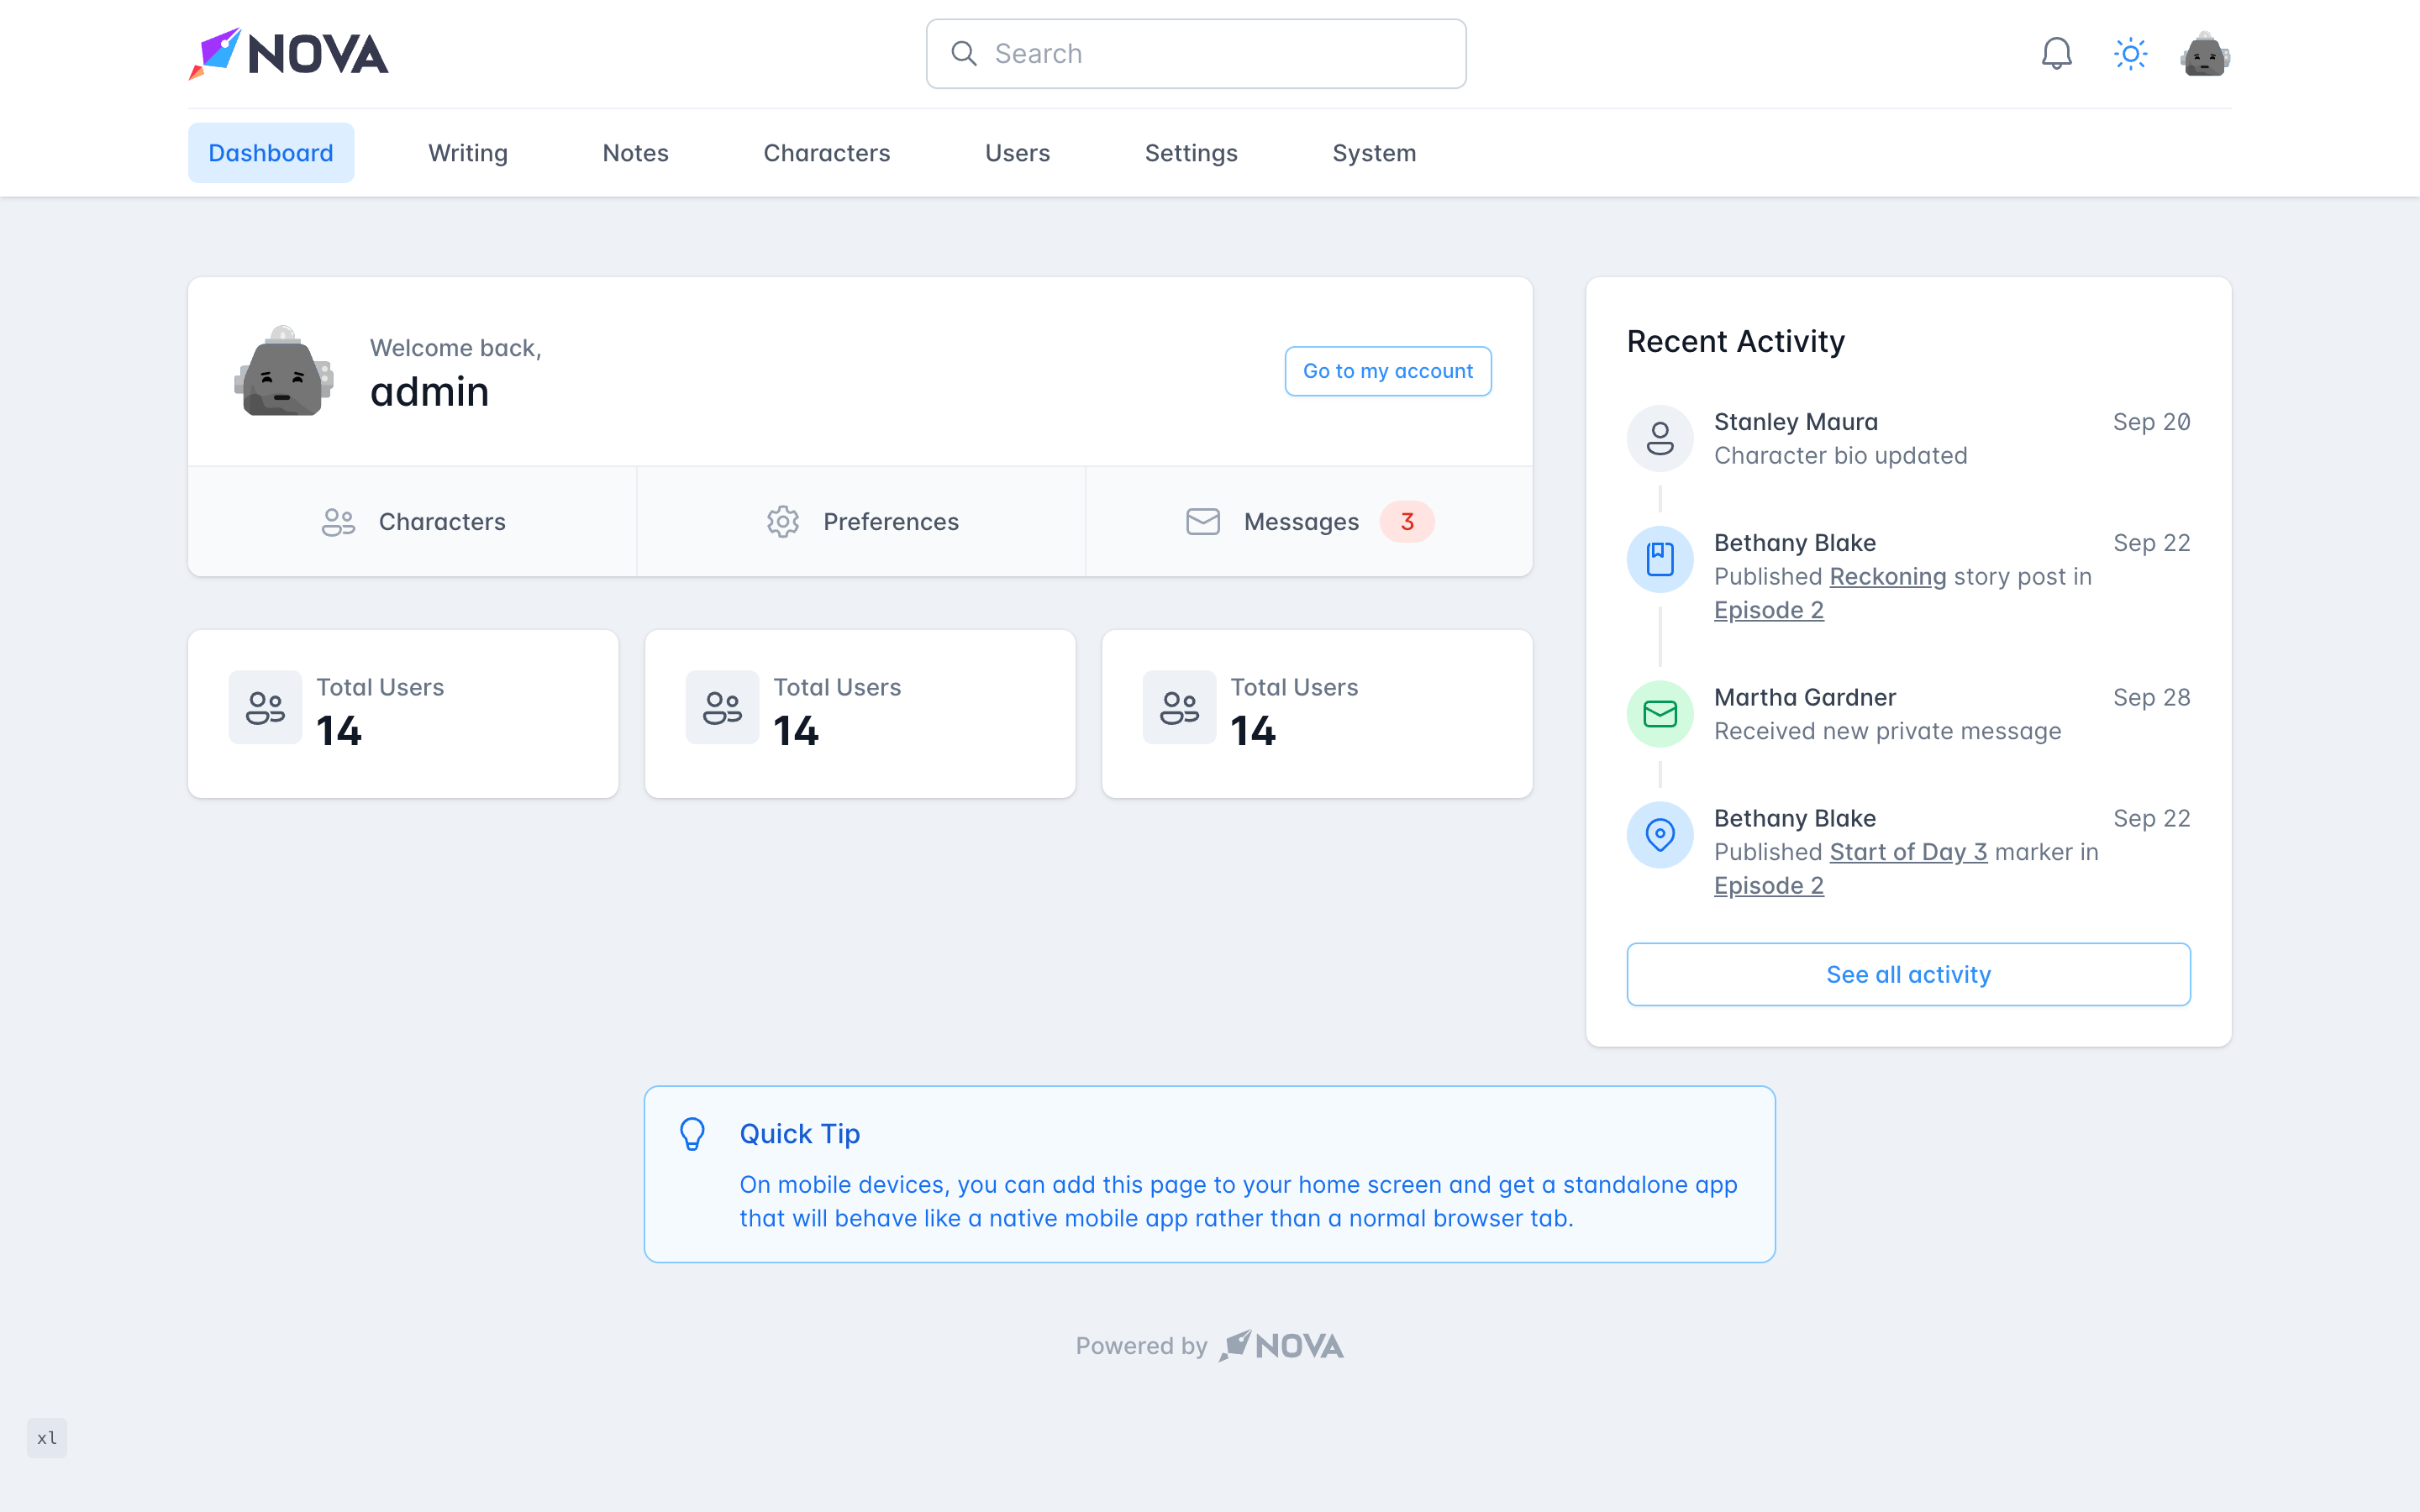 NOVA
Search
Dashboard
Writing
Notes
Characters
Users
Settings
System
Welcome back,
admin
Go to my account
Characters
Preferences
Messages
3
Total Users
14
Total Users
14
Total Users
14
Recent Activity
Stanley Maura
Sep 20
Character bio updated
Bethany Blake
Sep 22
Published Reckoning story post in
Episode 2
Martha Gardner
Sep 28
Received new private message
Bethany Blake
Sep 22
Published Start of Day 3 marker in
Episode 2
See all activity
Quick Tip
On mobile devices, you can add this page to your home screen and get a standalone app
that will behave like a native mobile app rather than a normal browser tab.
Powered by NOVA
xl